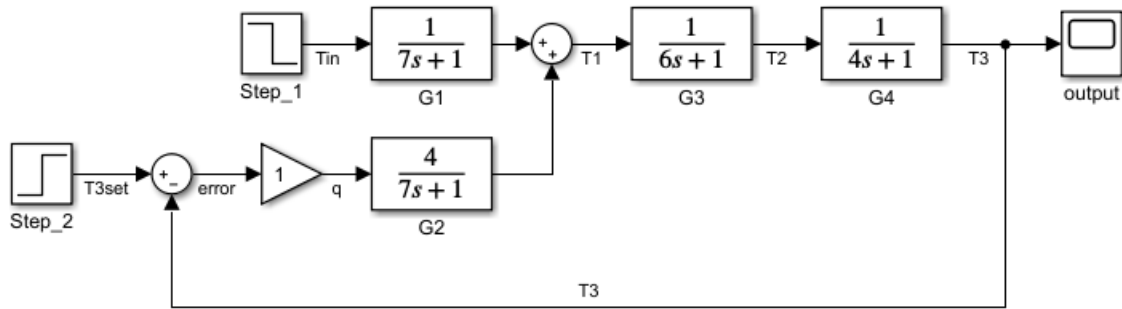 Step_1
Tin
1
7s + 1
G1
+
+
T1
1
6s + 1
G3
T2
1
4s + 1
G4
T3
output
Step_2
T3set
+
−
error
1
q
4
7s + 1
G2
T3